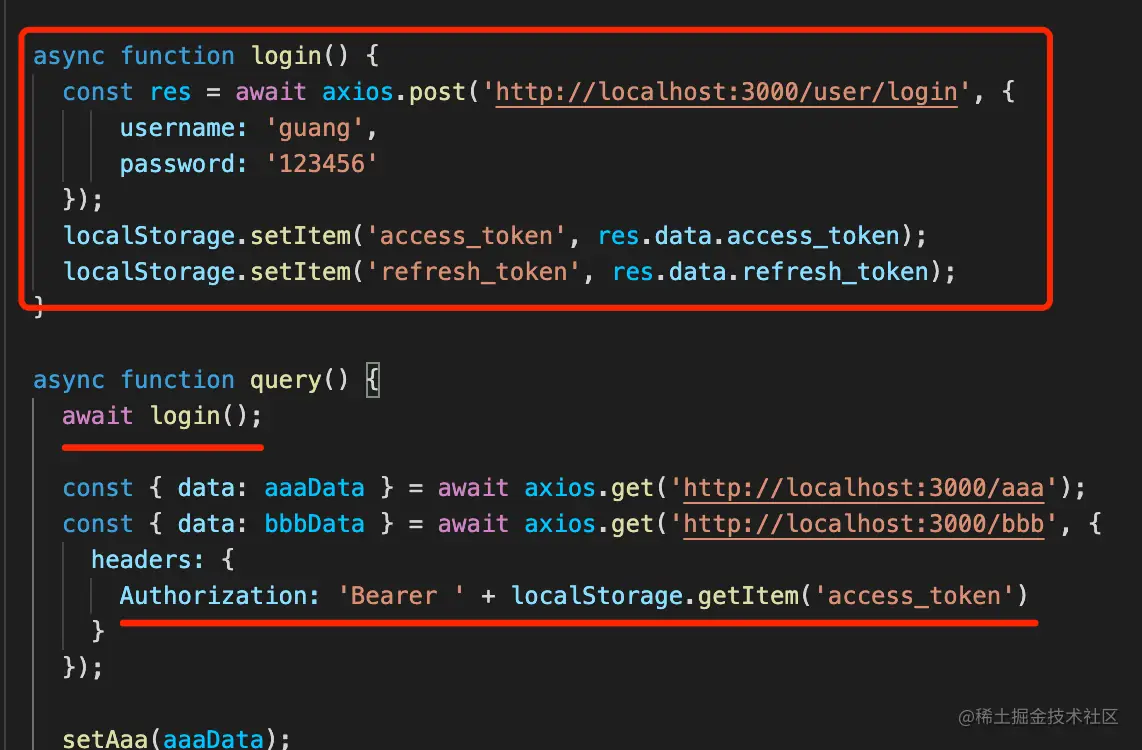 async function login() {
  const res = await axios.post('http://localhost:3000/user/login', {
      username: 'guang',
      password: '123456'
  });
  localStorage.setItem('access_token', res.data.access_token);
  localStorage.setItem('refresh_token', res.data.refresh_token);
}
async function query() {
  await login();
  const { data: aaaData } = await axios.get('http://localhost:3000/aaa');
  const { data: bbbData } = await axios.get('http://localhost:3000/bbb', {
    headers: {
      Authorization: 'Bearer ' + localStorage.getItem('access_token')
    }
  });
  setAaa(aaaData);
@稀土掘金技术社区